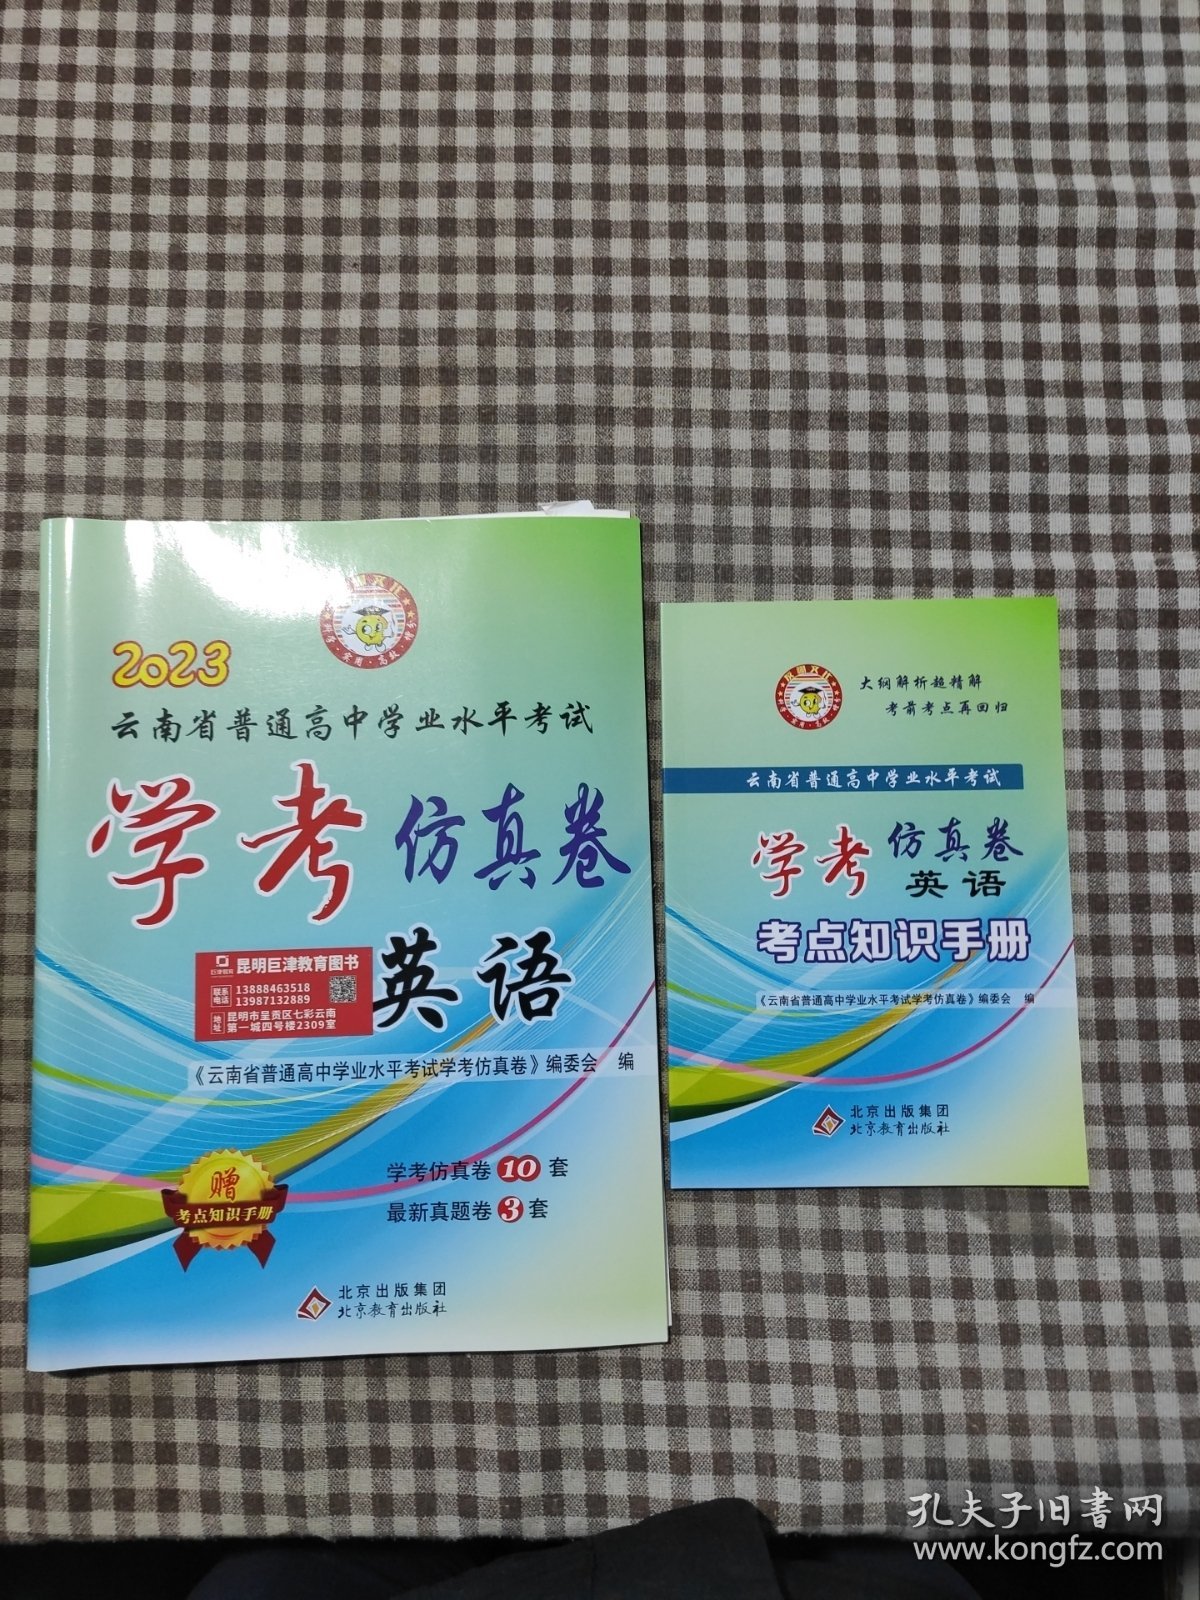 2023
云南省普通高中学业水平考试
学考仿真卷
英语
巨津教育
昆明巨津教育图书
联系电话
13888463518
13987132889
地址
昆明市呈贡区七彩云南
第一城四号楼2309室
《云南省普通高中学业水平考试学考仿真卷》编委会 编
赠
考点知识手册
学考仿真卷10套
最新真题卷3套
北京出版集团
北京教育出版社
大纲解析超精解
考前考点再回归
云南省普通高中学业水平考试
学考仿真卷
英语
考点知识手册
《云南省普通高中学业水平考试学考仿真卷》编委会 编
北京出版集团
北京教育出版社
孔夫子旧书网
www.kongfz.com